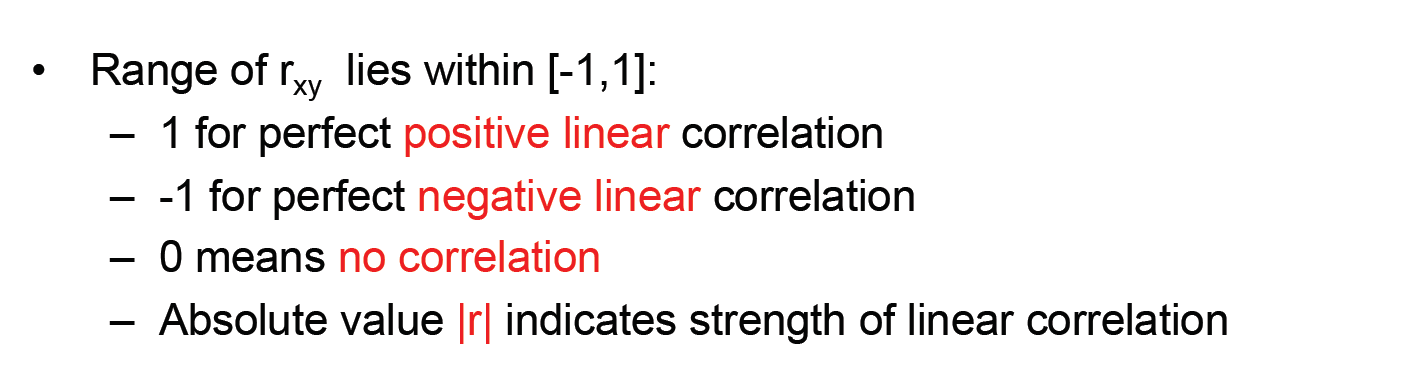 • Range of rxy lies within [-1,1]:
– 1 for perfect positive linear correlation
– -1 for perfect negative linear correlation
– 0 means no correlation
– Absolute value |r| indicates strength of linear correlation